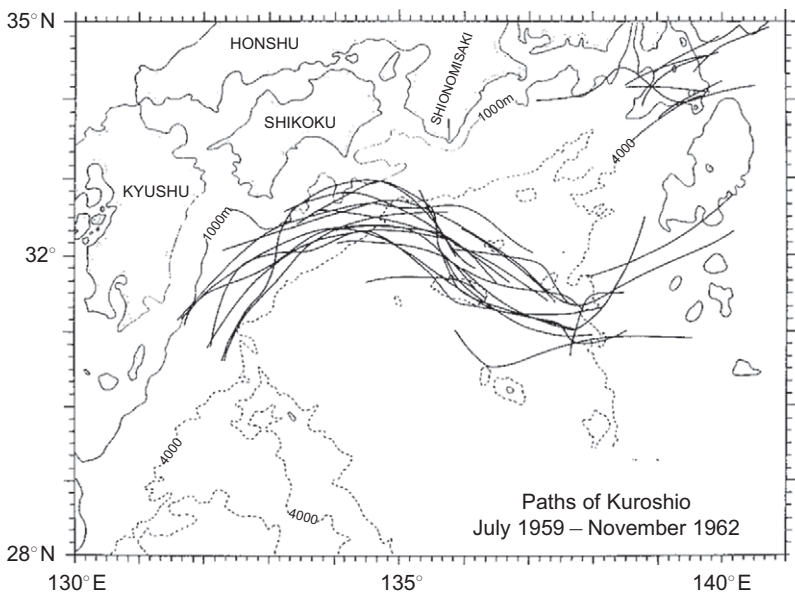 35°N
HONSHU
SHIONOMISAKI
1000m
SHIKOKU
4000
KYUSHU
1000m
32°
4000
4000
Paths of Kuroshio
July 1959 – November 1962
28°N
130°E
135°
140°E